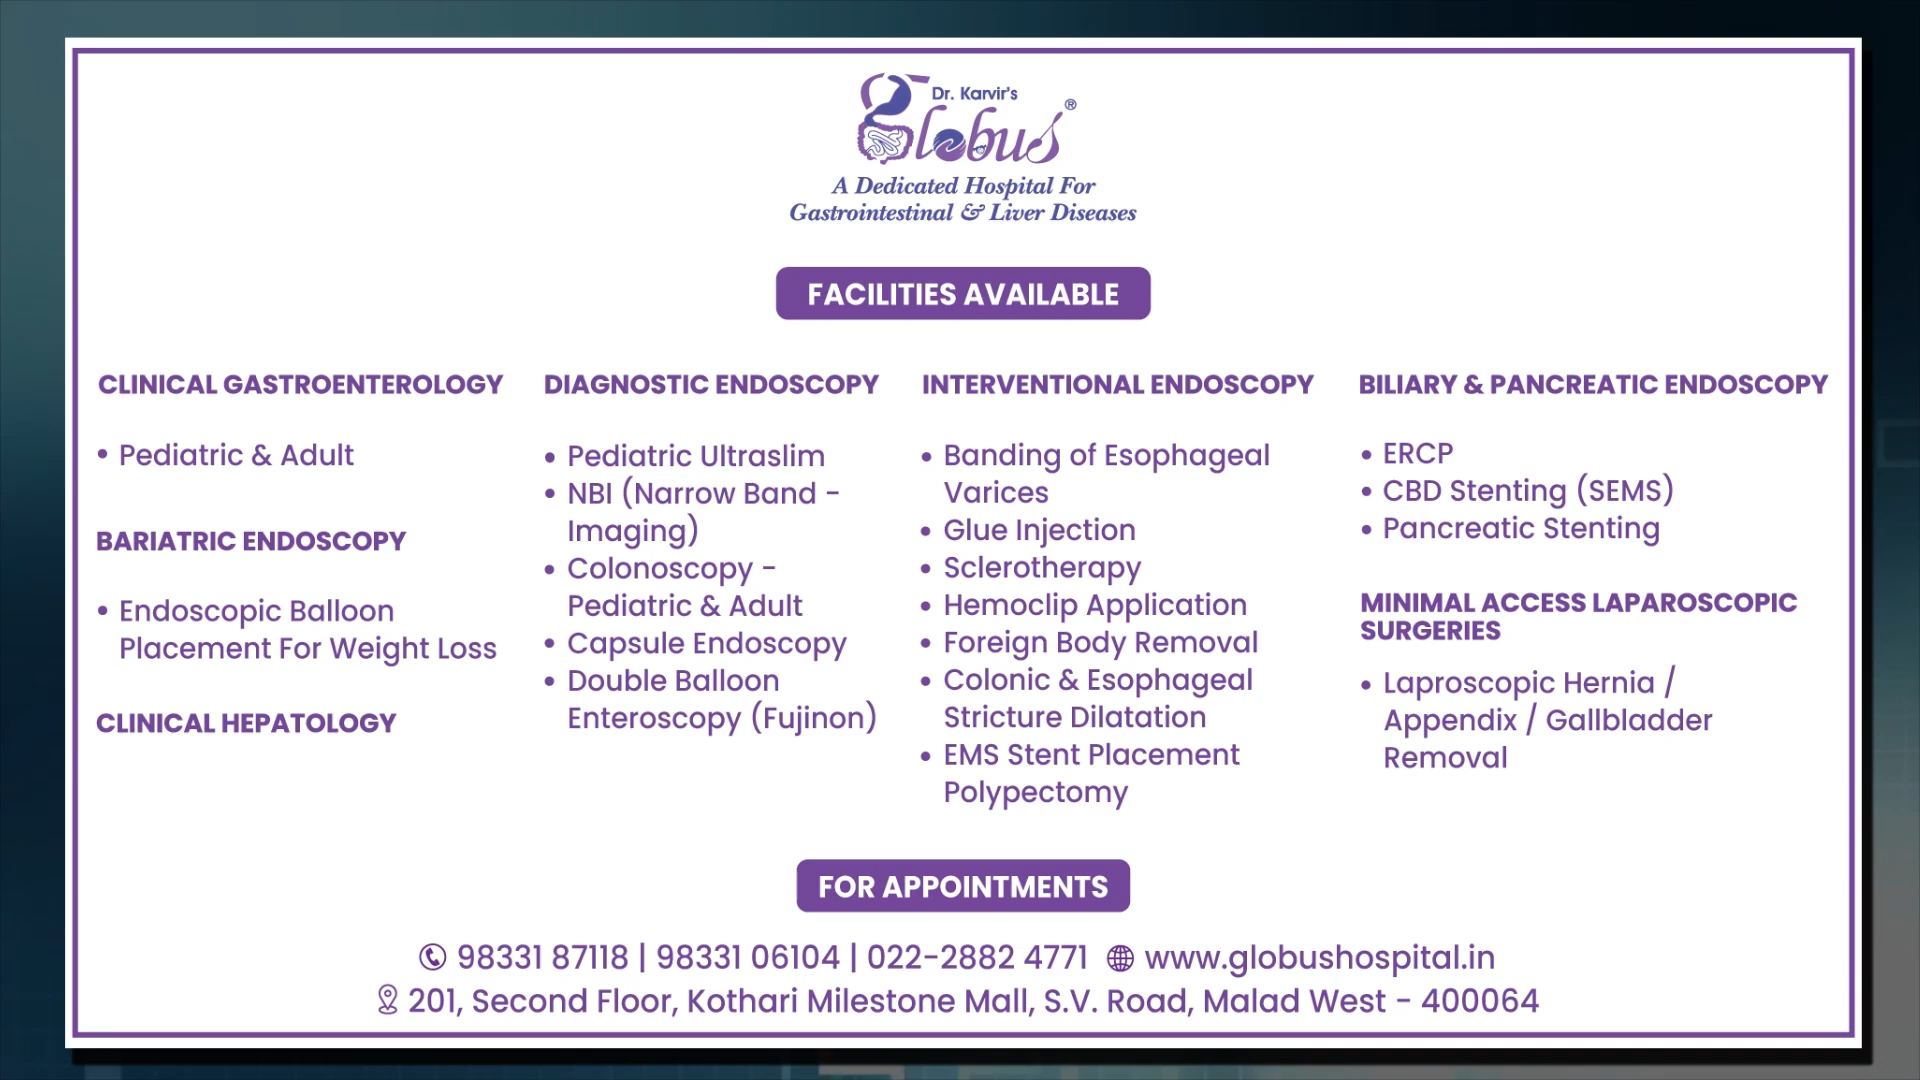 Dr. Karvir's
Globus®
A Dedicated Hospital For
Gastrointestinal & Liver Diseases
FACILITIES AVAILABLE
CLINICAL GASTROENTEROLOGY
• Pediatric & Adult
BARIATRIC ENDOSCOPY
• Endoscopic Balloon
Placement For Weight Loss
CLINICAL HEPATOLOGY
DIAGNOSTIC ENDOSCOPY
• Pediatric Ultraslim
• NBI (Narrow Band -
Imaging)
• Colonoscopy -
Pediatric & Adult
• Capsule Endoscopy
• Double Balloon
Enteroscopy (Fujinon)
INTERVENTIONAL ENDOSCOPY
• Banding of Esophageal
Varices
• Glue Injection
• Sclerotherapy
• Hemoclip Application
• Foreign Body Removal
• Colonic & Esophageal
Stricture Dilatation
• EMS Stent Placement
Polypectomy
BILIARY & PANCREATIC ENDOSCOPY
• ERCP
• CBD Stenting (SEMS)
• Pancreatic Stenting
MINIMAL ACCESS LAPAROSCOPIC
SURGERIES
• Laproscopic Hernia /
Appendix / Gallbladder
Removal
FOR APPOINTMENTS
98331 87118 | 98331 06104 | 022-2882 4771 www.globushospital.in
201, Second Floor, Kothari Milestone Mall, S.V. Road, Malad West - 400064